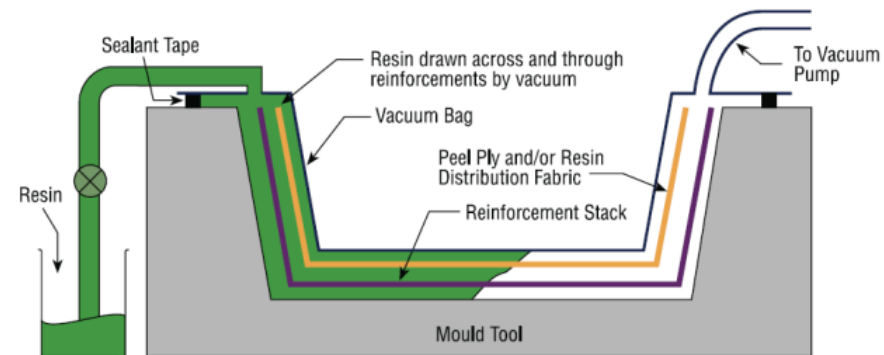 Sealant Tape
Resin drawn across and through
reinforcements by vacuum
To Vacuum
Pump
Vacuum Bag
Peel Ply and/or Resin
Distribution Fabric
Resin
Reinforcement Stack
Mould Tool